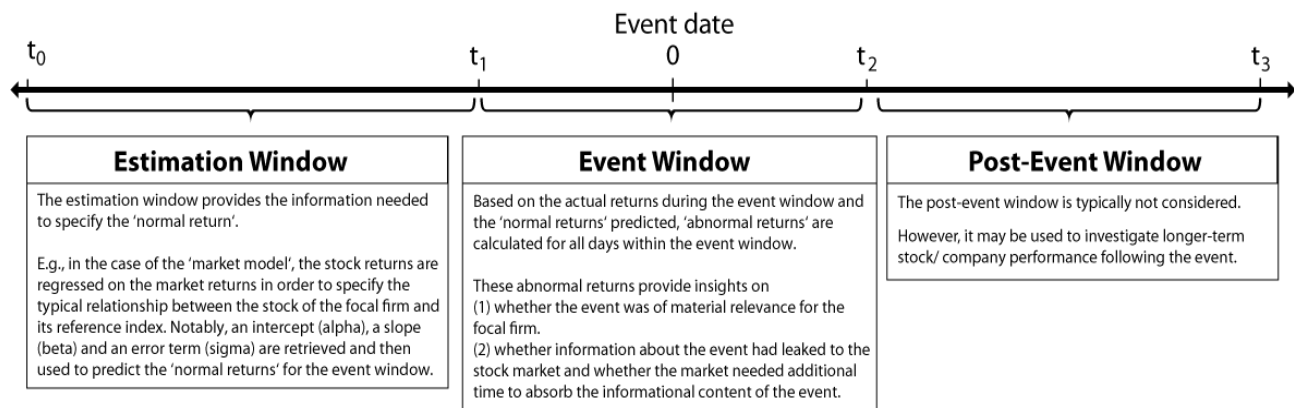 Event date
t0
t1
0
t2
t3
Estimation Window
The estimation window provides the information needed
to specify the ‘normal return‘.
E.g., in the case of the ‘market model‘, the stock returns are
regressed on the market returns in order to specify the
typical relationship between the stock of the focal firm and
its reference index. Notably, an intercept (alpha), a slope
(beta) and an error term (sigma) are retrieved and then
used to predict the ‘normal returns‘ for the event window.
Event Window
Based on the actual returns during the event window and
the ‘normal returns‘ predicted, ‘abnormal returns‘ are
calculated for all days within the event window.
These abnormal returns provide insights on
(1) whether the event was of material relevance for the
focal firm.
(2) whether information about the event had leaked to the
stock market and whether the market needed additional
time to absorb the informational content of the event.
Post-Event Window
The post-event window is typically not considered.
However, it may be used to investigate longer-term
stock/ company performance following the event.